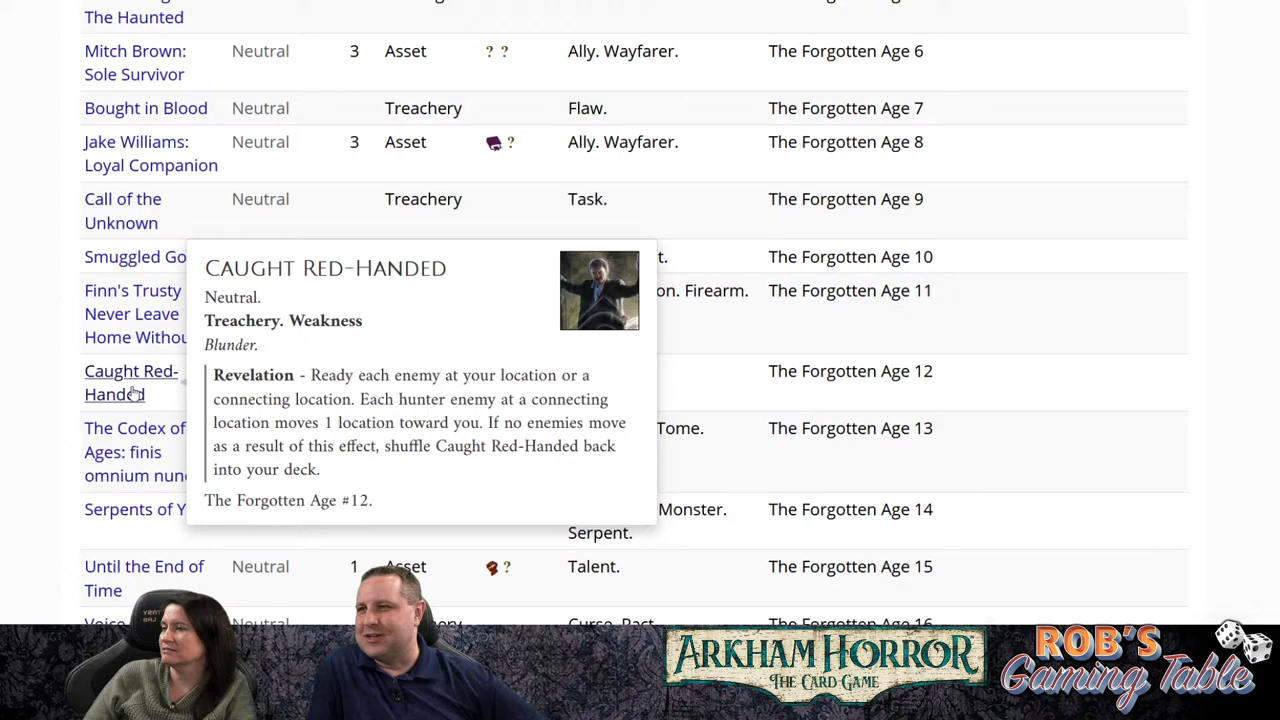 The Haunted
Mitch Brown: Neutral 3 Asset ? ? Ally. Wayfarer. The Forgotten Age 6
Sole Survivor
Bought in Blood Neutral Treachery Flaw. The Forgotten Age 7
Jake Williams: Neutral 3 Asset ? Ally. Wayfarer. The Forgotten Age 8
Loyal Companion
Call of the Neutral Treachery Task. The Forgotten Age 9
Unknown
Smuggled Go t. The Forgotten Age 10
Finn's Trusty on. Firearm. The Forgotten Age 11
Never Leave
Home Withou
Caught Red- The Forgotten Age 12
Handed
The Codex of Tome. The Forgotten Age 13
Ages: finis
omnium nun
Serpents of Y Monster. The Forgotten Age 14
Serpent.
Until the End of Neutral 1 Asset ? Talent. The Forgotten Age 15
Time
CAUGHT RED-HANDED
Neutral.
Treachery. Weakness
Blunder.
Revelation - Ready each enemy at your location or a
connecting location. Each hunter enemy at a connecting
location moves 1 location toward you. If no enemies move
as a result of this effect, shuffle Caught Red-Handed back
into your deck.
The Forgotten Age #12.
ARKHAM HORROR
THE CARD GAME
ROB'S
Gaming Table